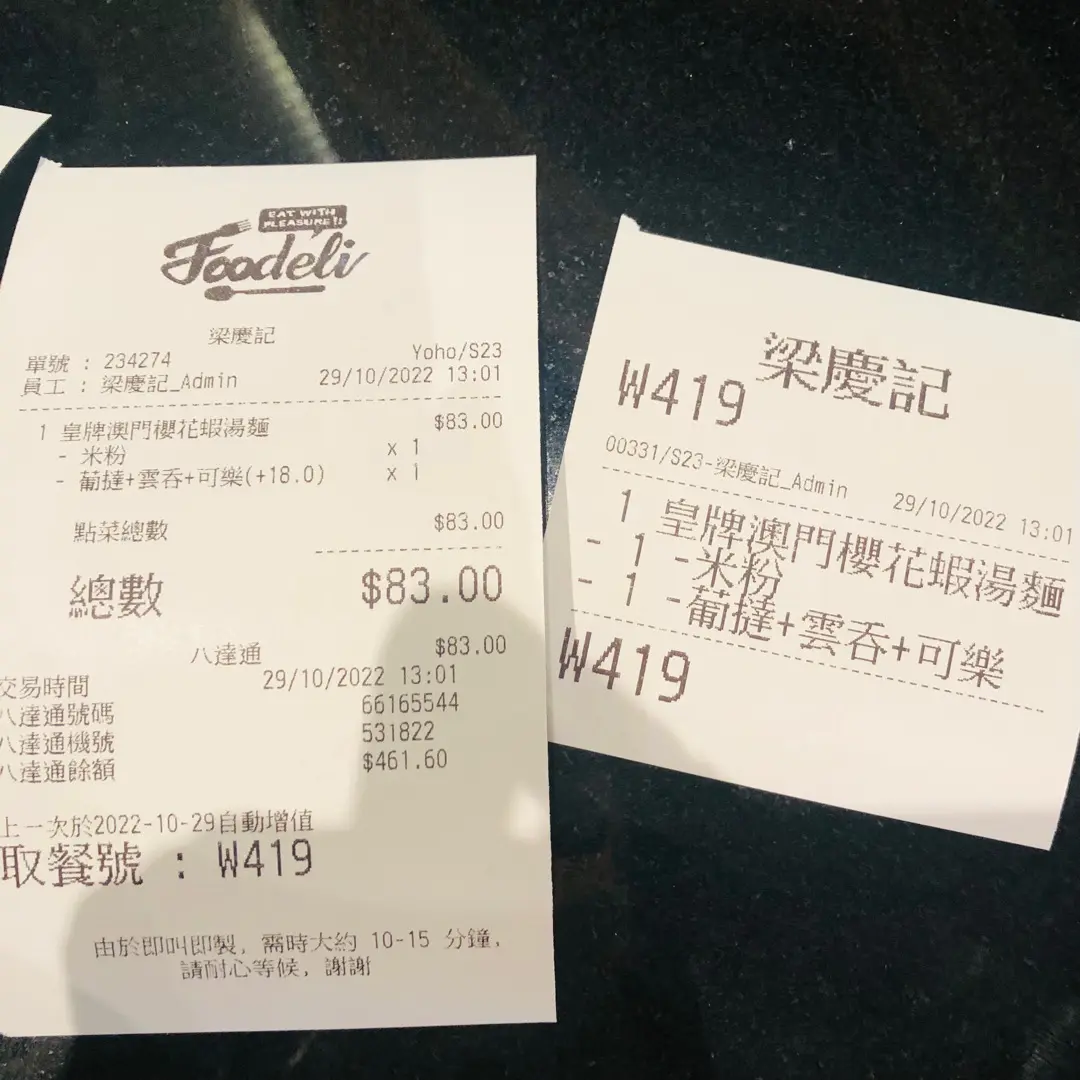 EAT WITH
PLEASURE!!
Foodeli
梁慶記
單號 : 234274 Yoho/S23
員工 : 梁慶記_Admin 29/10/2022 13:01
1 皇牌澳門櫻花蝦湯麵 $83.00
- 米粉 x 1
- 葡撻+雲呑+可樂(+18.0) x 1
點菜總數 $83.00
總數 $83.00
八達通 $83.00
交易時間 29/10/2022 13:01
八達通號碼 66165544
八達通機號 531822
八達通餘額 $461.60
上一次於2022-10-29自動增值
取餐號 : W419
由於即叫即製, 需時大約 10-15 分鐘,
請耐心等候, 謝謝
梁慶記
W419
00331/S23-梁慶記_Admin 29/10/2022 13:01
1 皇牌澳門櫻花蝦湯麵
- 1 -米粉
- 1 -葡撻+雲呑+可樂
W419